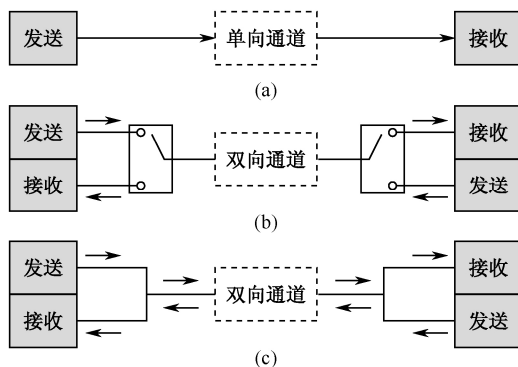 发送 单向通道 接收
(a)
发送 接收
双向通道
接收 发送
(b)
发送 接收
双向通道
接收 发送
(c)